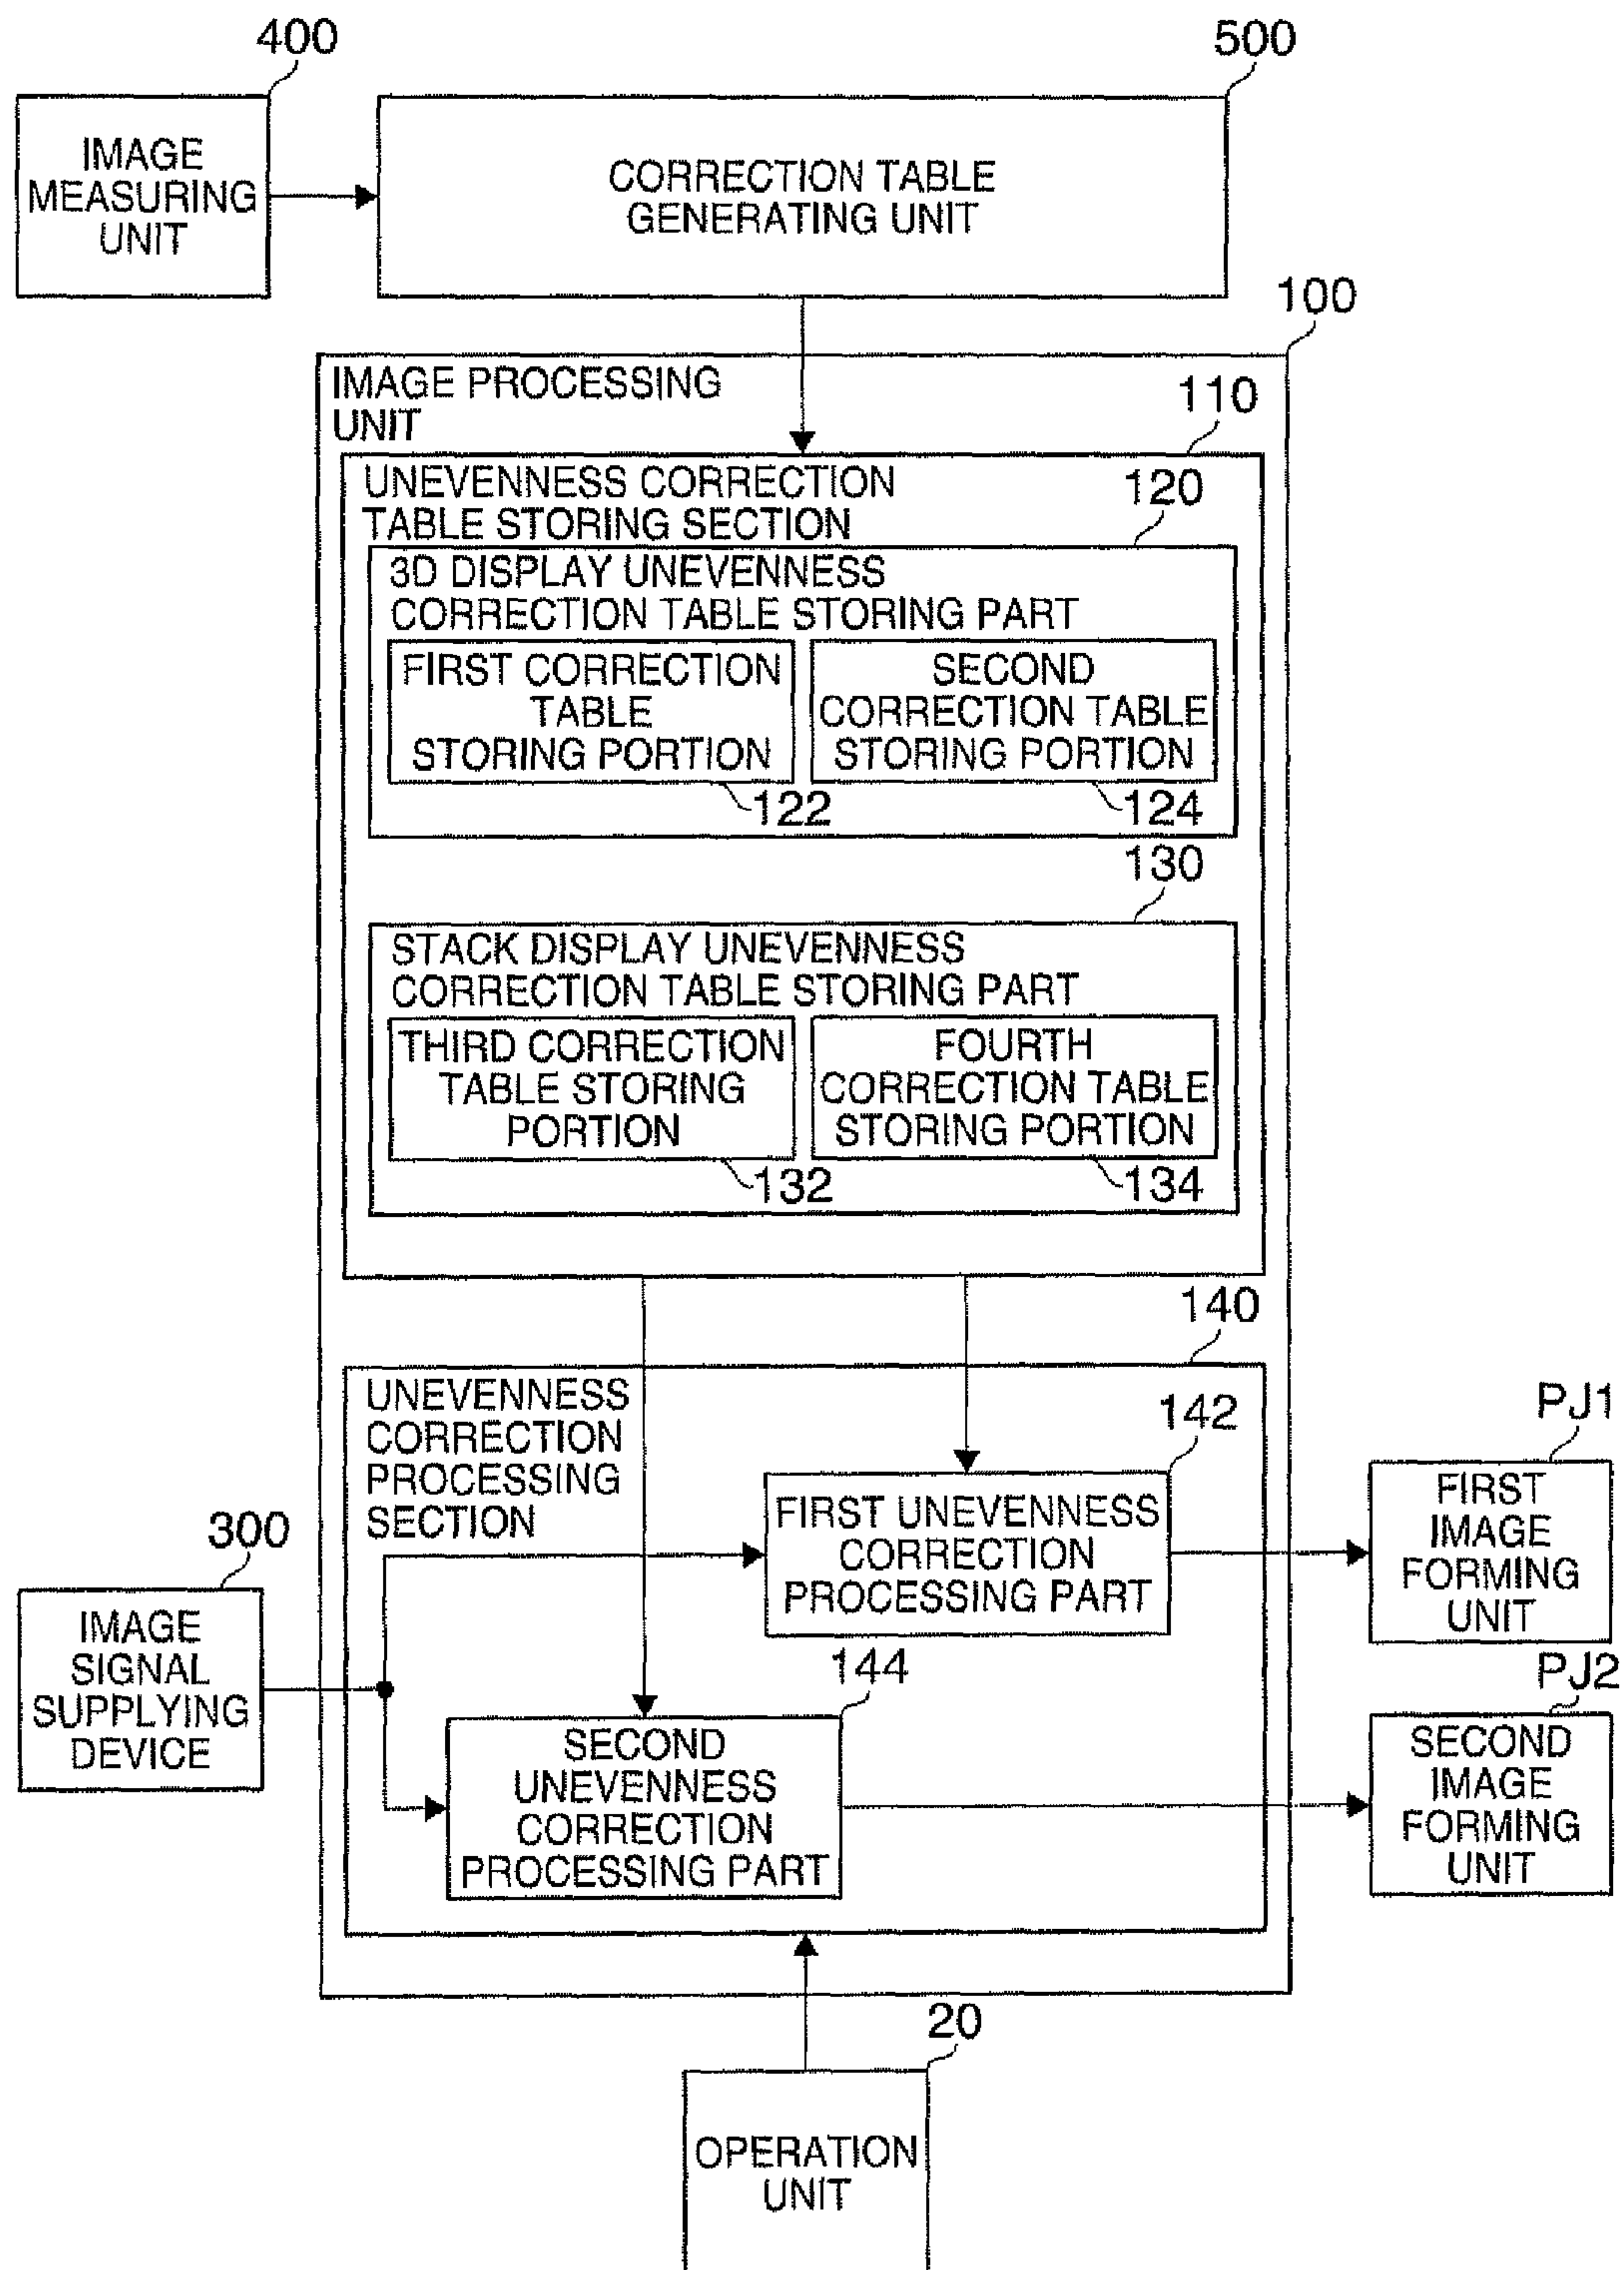 400
500
IMAGE
MEASURING
UNIT
CORRECTION TABLE
GENERATING UNIT
100
IMAGE PROCESSING
UNIT
110
UNEVENNESS CORRECTION
TABLE STORING SECTION
120
3D DISPLAY UNEVENNESS
CORRECTION TABLE STORING PART
FIRST CORRECTION
TABLE
STORING PORTION
122
SECOND
CORRECTION TABLE
STORING PORTION
124
130
STACK DISPLAY UNEVENNESS
CORRECTION TABLE STORING PART
THIRD CORRECTION
TABLE STORING
PORTION
132
FOURTH
CORRECTION TABLE
STORING PORTION
134
140
UNEVENNESS
CORRECTION
PROCESSING
SECTION
142
FIRST UNEVENNESS
CORRECTION
PROCESSING PART
PJ1
FIRST
IMAGE
FORMING
UNIT
300
IMAGE
SIGNAL
SUPPLYING
DEVICE
144
SECOND
UNEVENNESS
CORRECTION
PROCESSING PART
PJ2
SECOND
IMAGE
FORMING
UNIT
20
OPERATION
UNIT